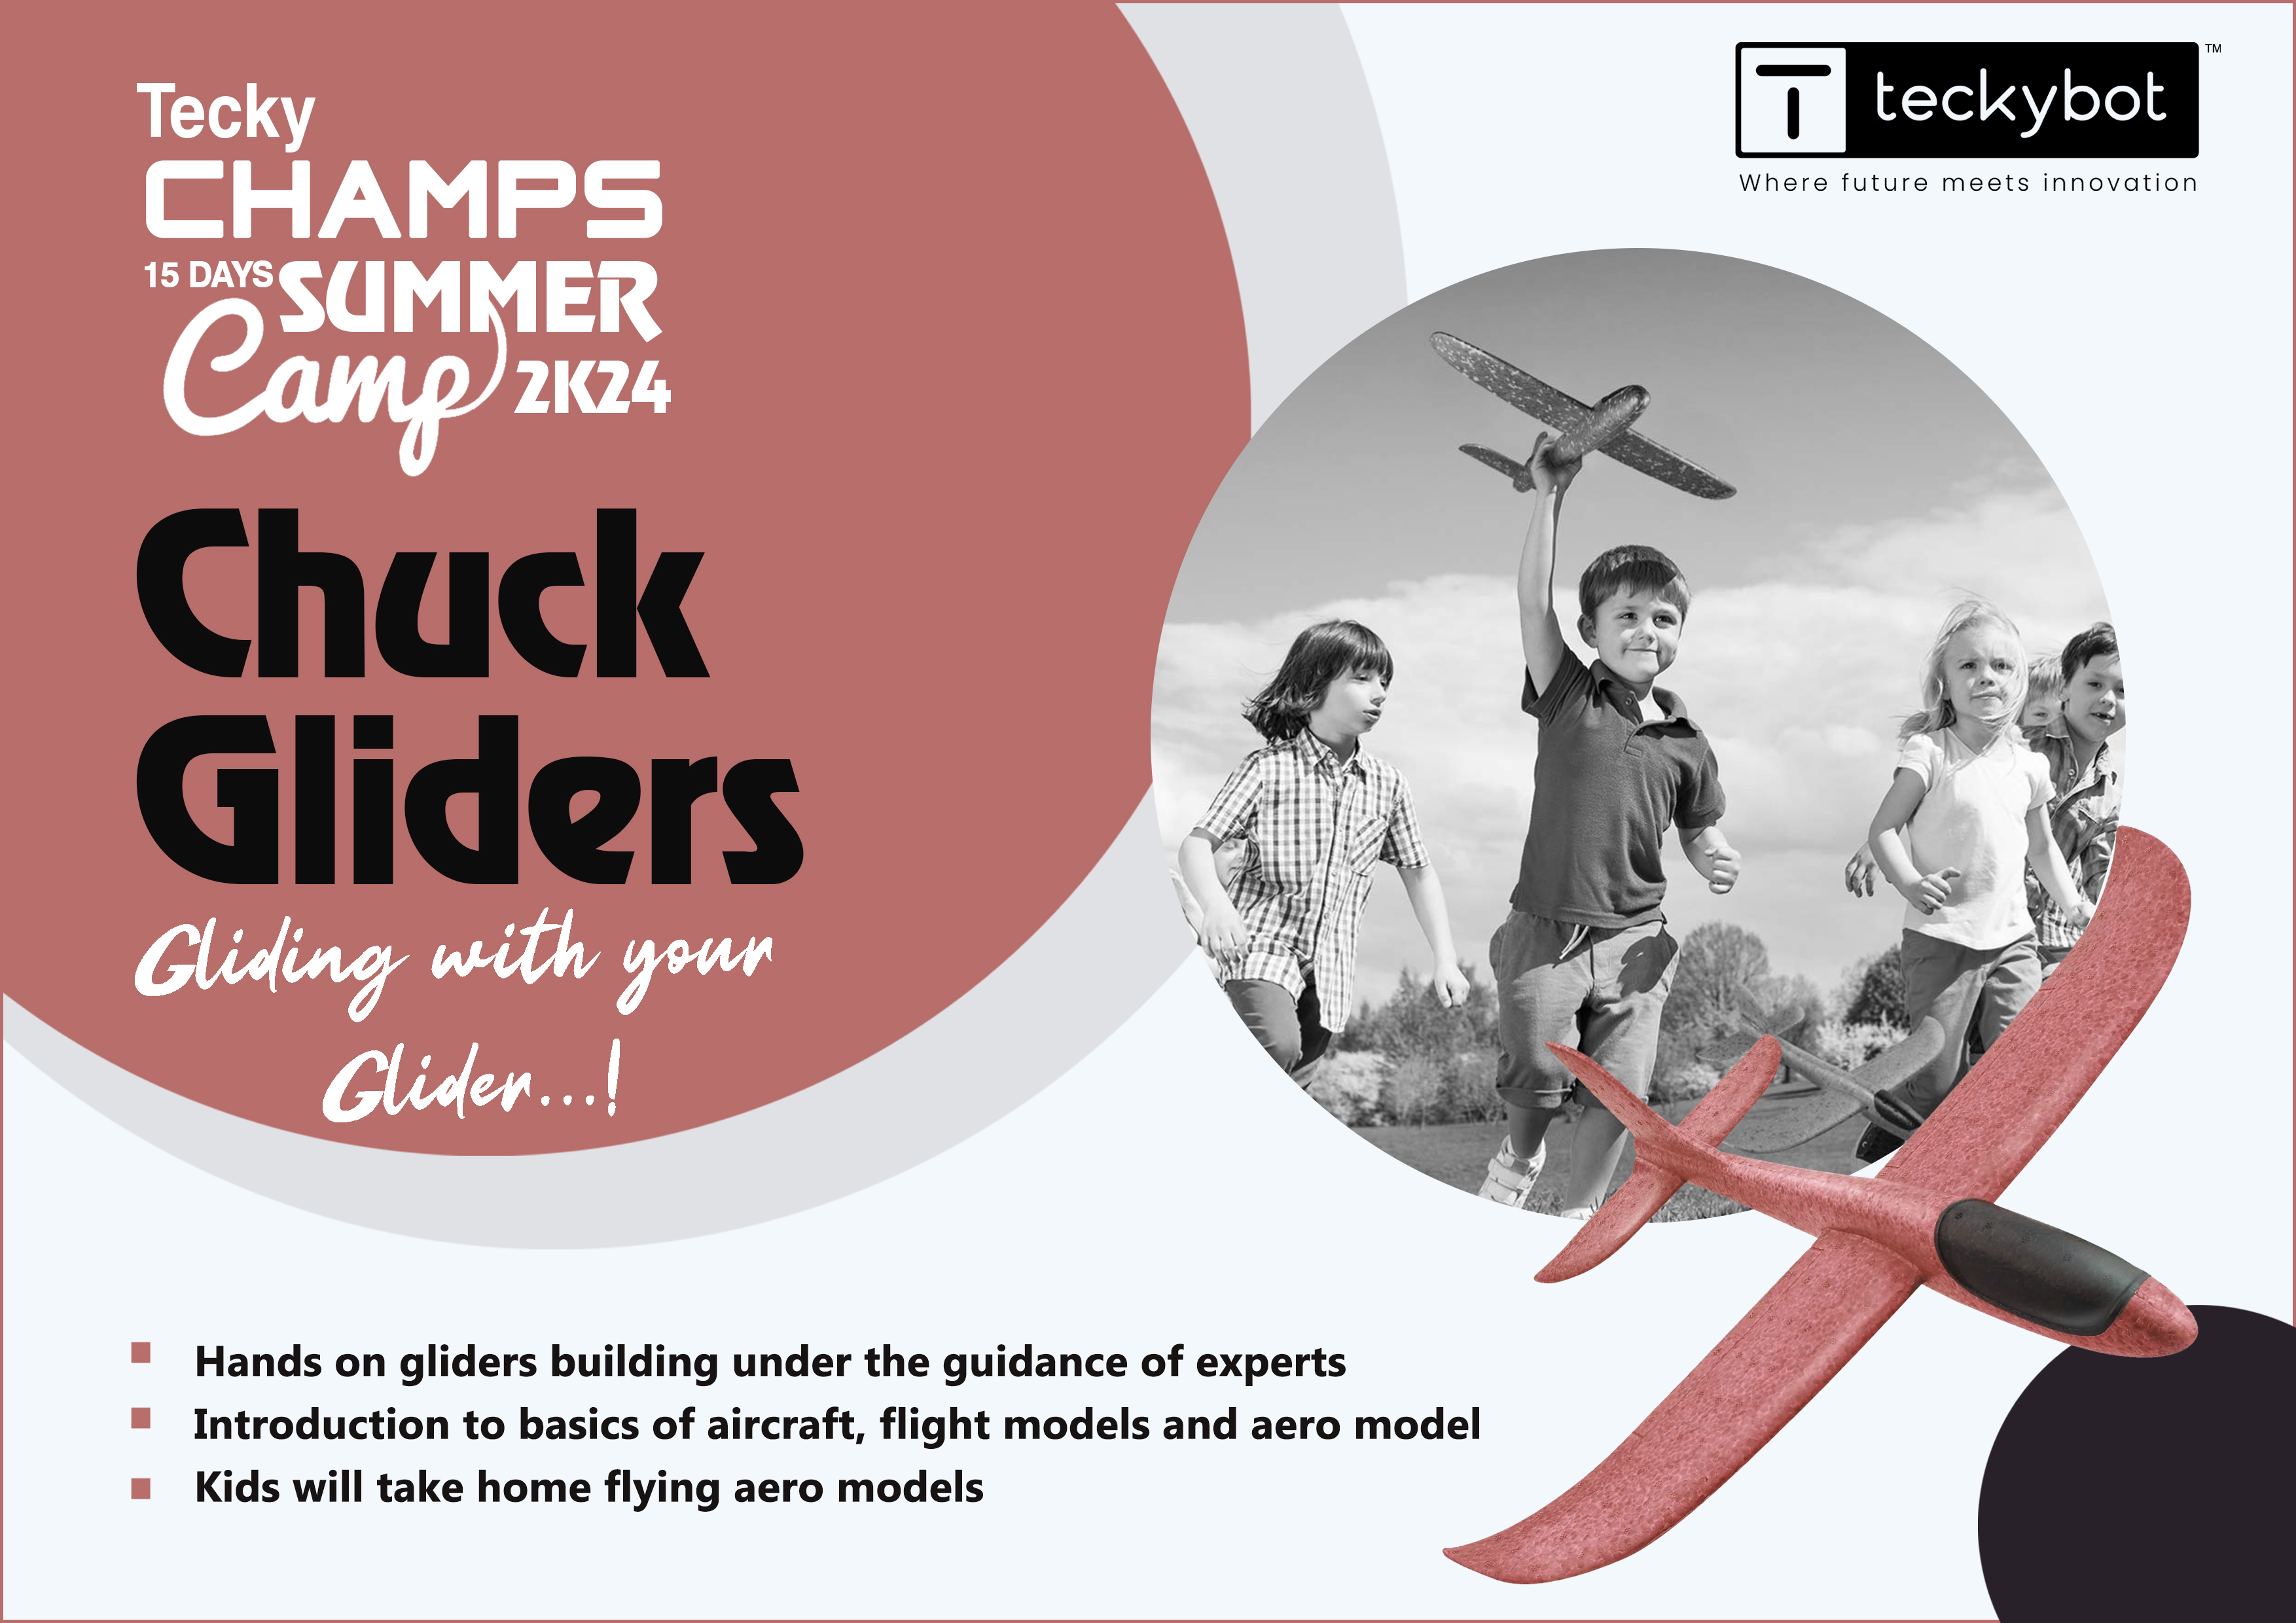 Tecky
CHAMPS
15 DAYS SUMMER
Camp 2K24
Chuck
Gliders
Gliding with your
Glider...!
T teckybot TM
Where future meets innovation
Hands on gliders building under the guidance of experts
Introduction to basics of aircraft, flight models and aero model
Kids will take home flying aero models